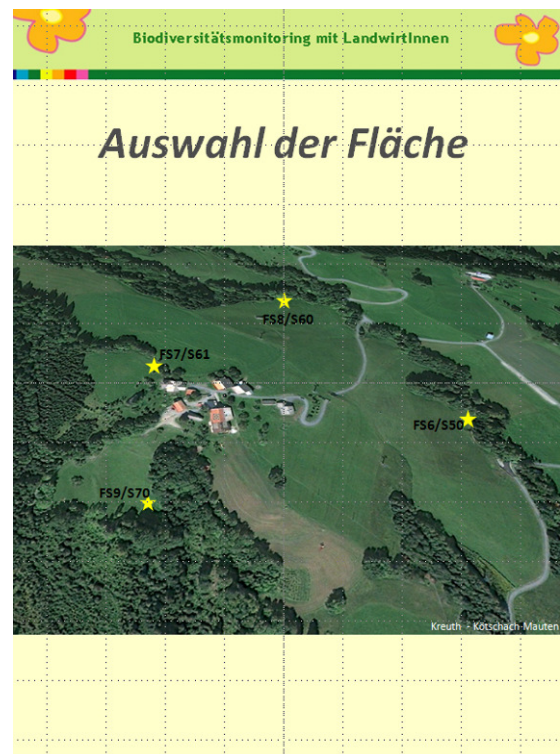 Biodiversitätsmonitoring mit LandwirtInnen
Auswahl der Fläche
FS8/S60
FS7/S61
FS6/S50
FS9/S70
Kreuth - Kötschach Mauten